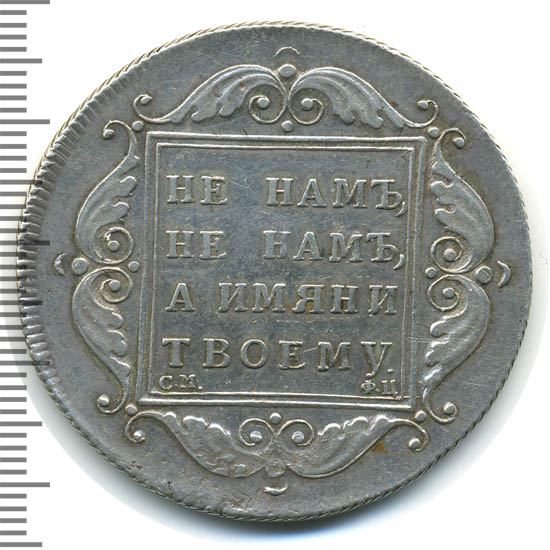 НЕ НАМЪ,
НЕ НАМЪ,
А ИМЯНИ
ТВОЕМУ.
С.М. Ф.Ц.